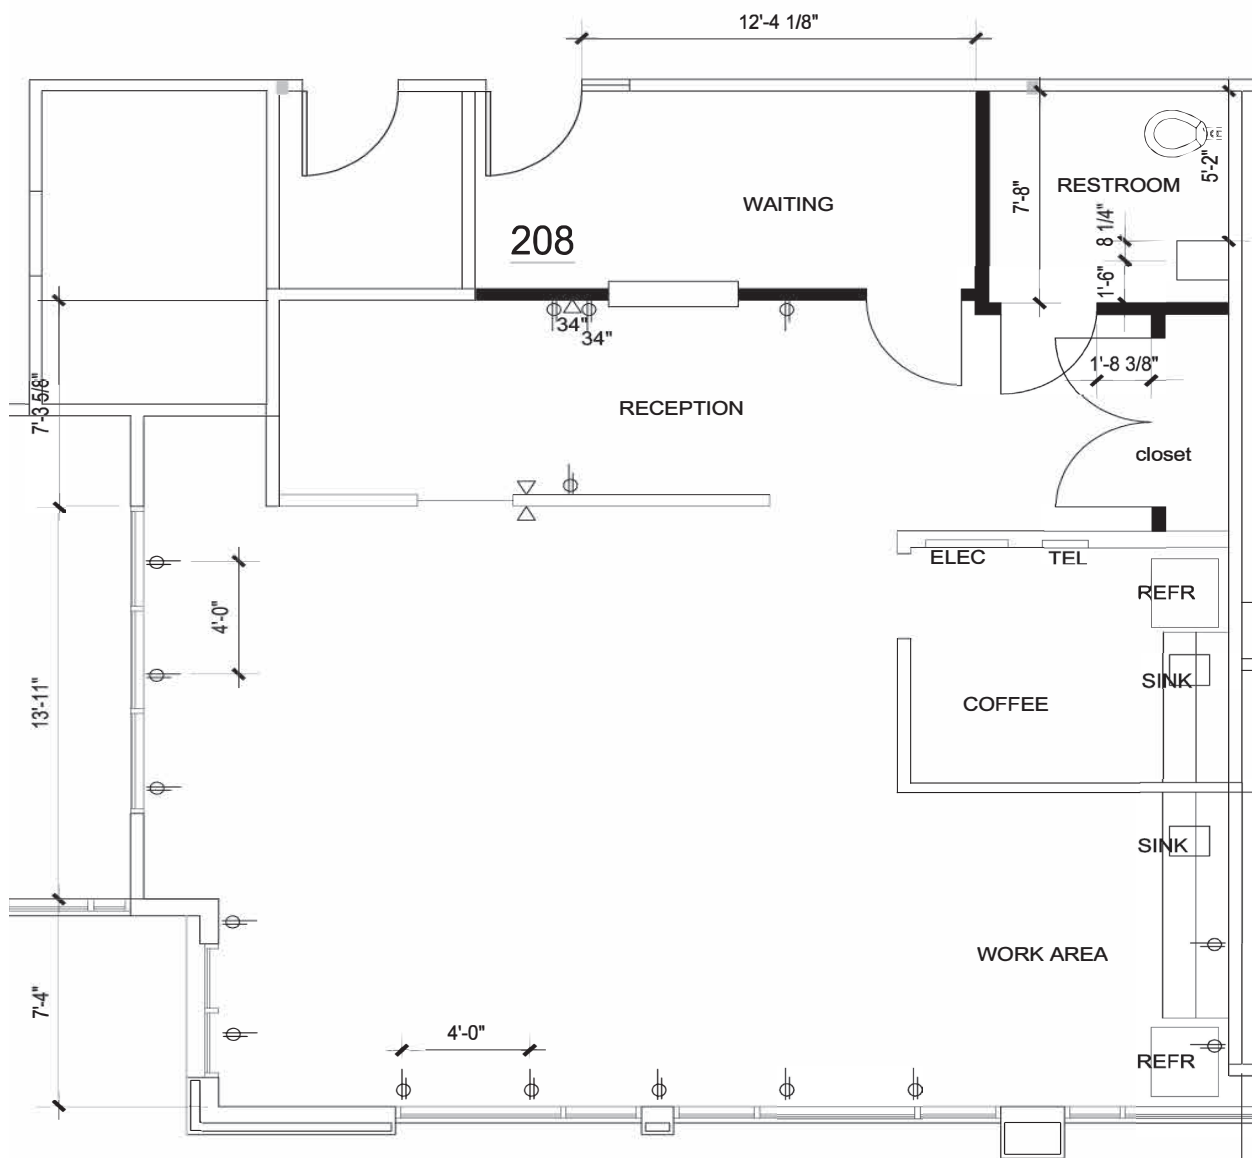 12'-4 1/8"
5'-2"
RESTROOM
7'-8"
WAITING
8 1/4"
208
1'-6"
34"
34"
1'-8 3/8"
7'-3 5/8"
RECEPTION
closet
ELEC
TEL
REFR
4'-0"
SINK
13'-11"
COFFEE
SINK
WORK AREA
7'-4"
4'-0"
REFR